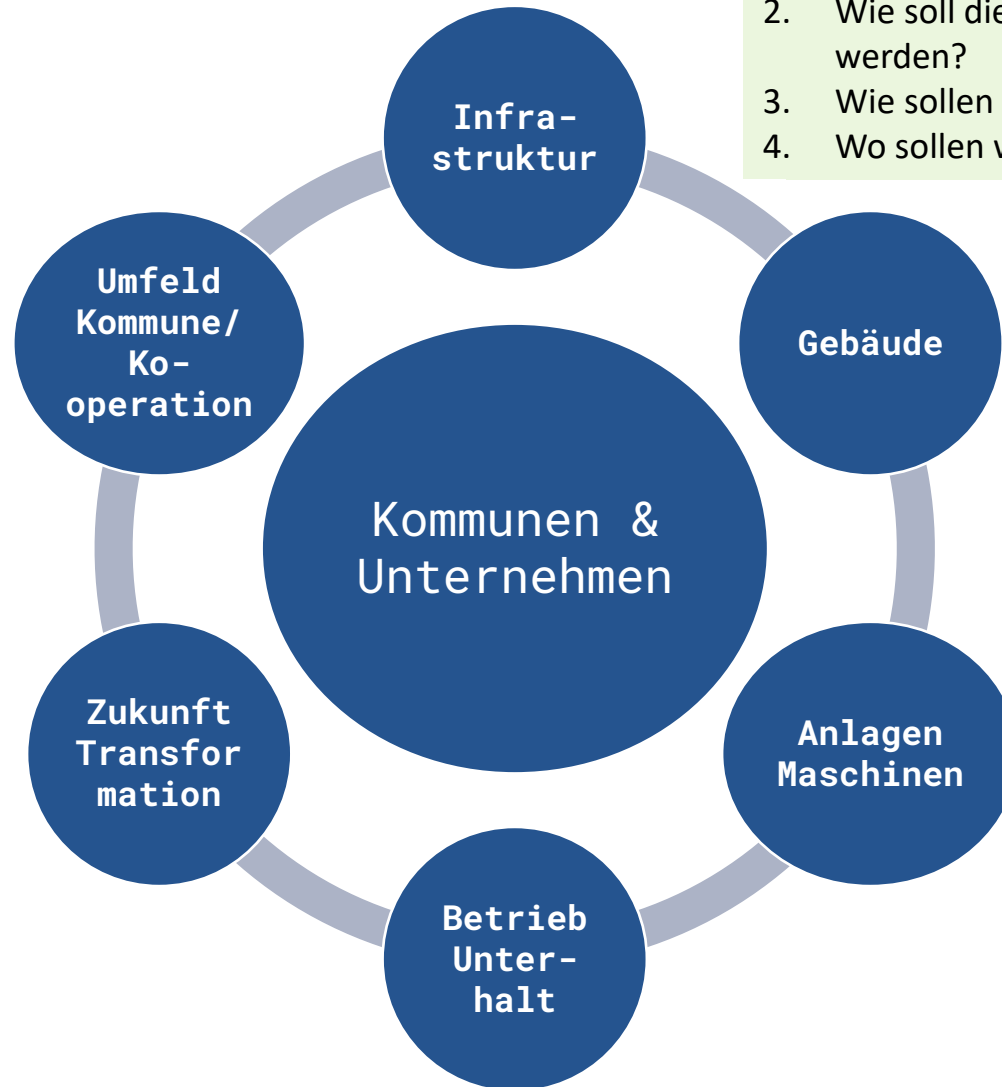 2. Wie soll die
werden?
3. Wie sollen
4. Wo sollen
Infra-
struktur
Umfeld
Kommune/
Ko-
operation
Gebäude
Kommunen &
Unternehmen
Zukunft
Transfor
mation
Anlagen
Maschinen
Betrieb
Unter-
halt